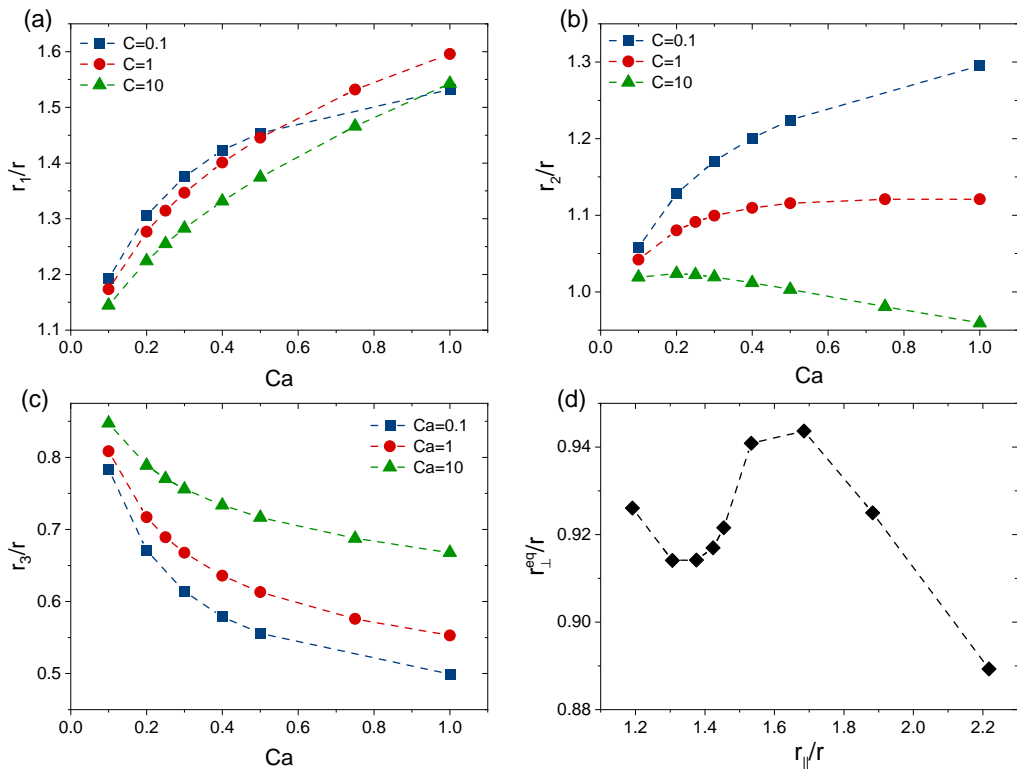 (a)
C=0.1
C=1
C=10
r₁/r
1.6
1.5
1.4
1.3
1.2
1.1
0.0 0.2 0.4 0.6 0.8 1.0
Ca
(b)
C=0.1
C=1
C=10
r₂/r
1.3
1.2
1.1
1.0
0.0 0.2 0.4 0.6 0.8 1.0
Ca
(c)
Ca=0.1
Ca=1
Ca=10
r₃/r
0.8
0.7
0.6
0.5
0.0 0.2 0.4 0.6 0.8 1.0
Ca
(d)
r⊥^eq/r
0.94
0.92
0.90
0.88
1.2 1.4 1.6 1.8 2.0 2.2
r||/r